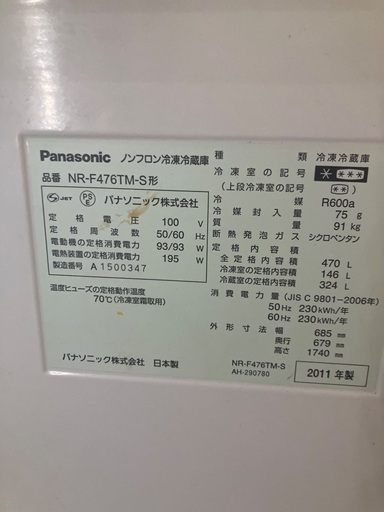 Panasonic ノンフロン冷凍冷蔵庫
品番 NR-F476TM-S形
JET PS E パナソニック株式会社
定格電圧 100 V
定格周波数 50/60 Hz
電動機の定格消費電力 93/93 W
電熱装置の定格消費電力 195 W
製造番号 A1500347
温度ヒューズの定格動作温度
70℃(冷凍室霜取用)
パナソニック株式会社 日本製
種類 冷凍冷蔵庫
冷凍室の記号 * ***
(上段冷凍室の記号 ***)
冷媒 R600a
冷媒封入量 75 g
質量 91 kg
断熱発泡ガス シクロペンタン
定格内容積
全定格内容積 470 L
冷凍室の定格内容積 146 L
冷蔵室の定格内容積 324 L
消費電力量(JIS C 9801-2006年)
50Hz 230 kWh/年
60Hz 230 kWh/年
外形寸法 幅 685 mm
奥行 679 mm
高さ 1740 mm
NR-F476TM-S
AH-290780
2011年製